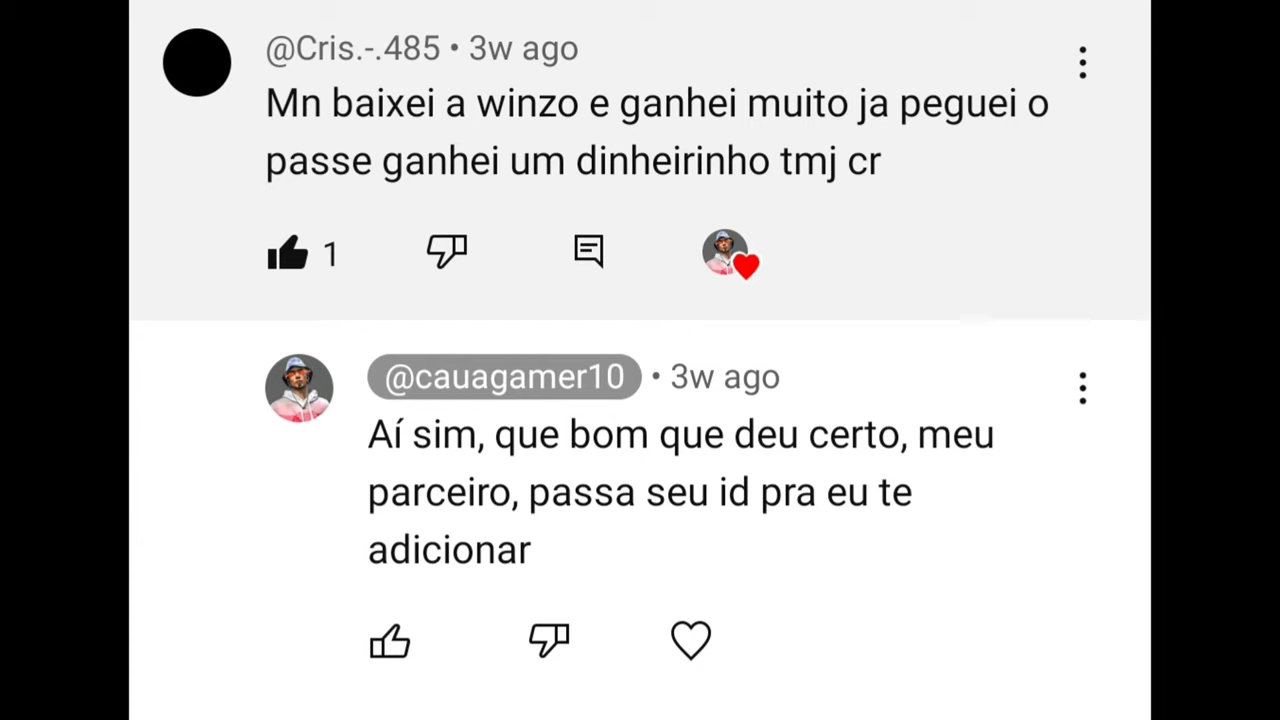 @Cris.-.485 • 3w ago
Mn baixei a winzo e ganhei muito ja peguei o
passe ganhei um dinheirinho tmj cr
1
@cauagamer10 • 3w ago
Aí sim, que bom que deu certo, meu
parceiro, passa seu id pra eu te
adicionar